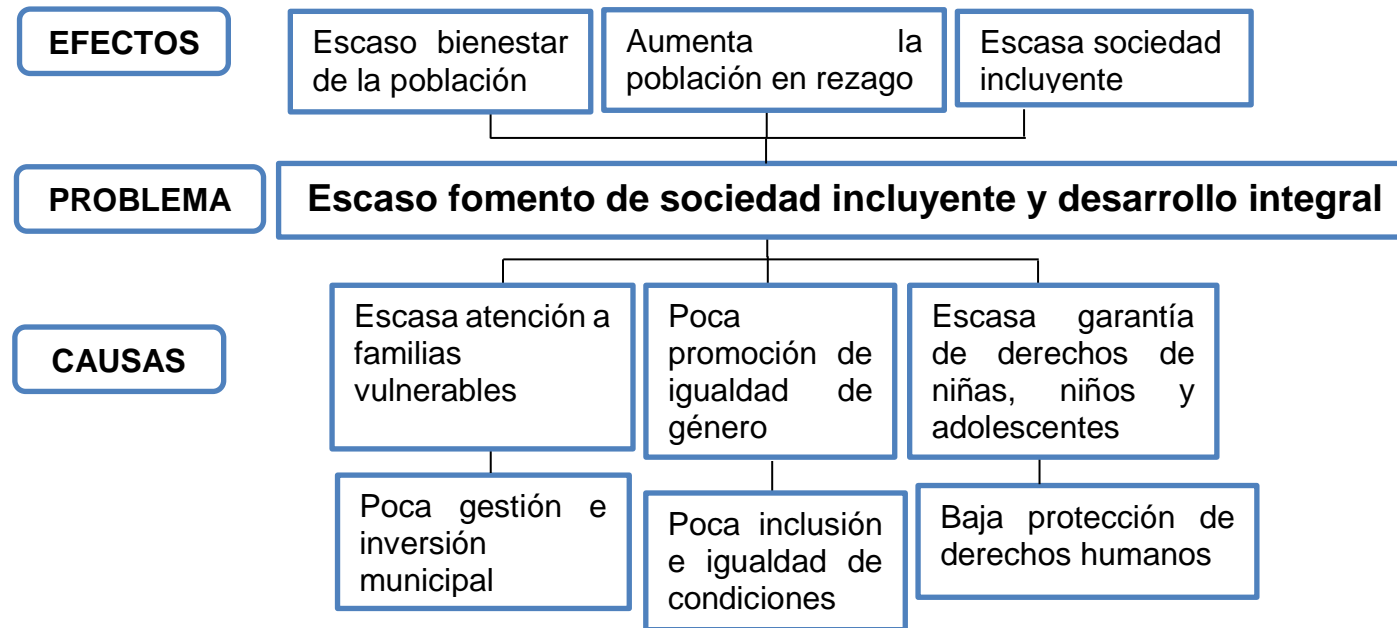 EFECTOS
Escaso bienestar
de la población
Aumenta la
población en rezago
Escasa sociedad
incluyente
PROBLEMA
Escaso fomento de sociedad incluyente y desarrollo integral
CAUSAS
Escasa atención a
familias
vulnerables
Poca
promoción de
igualdad de
género
Escasa garantía
de derechos de
niñas, niños y
adolescentes
Poca gestión e
inversión
municipal
Poca inclusión
e igualdad de
condiciones
Baja protección de
derechos humanos